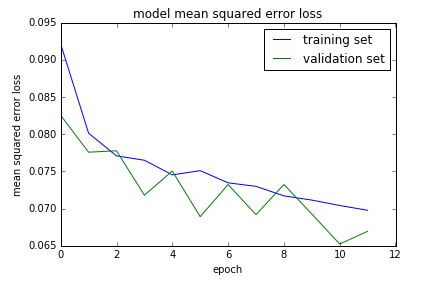 model mean squared error loss
training set
validation set
mean squared error loss
0.095
0.090
0.085
0.080
0.075
0.070
0.065
0 2 4 6 8 10 12
epoch